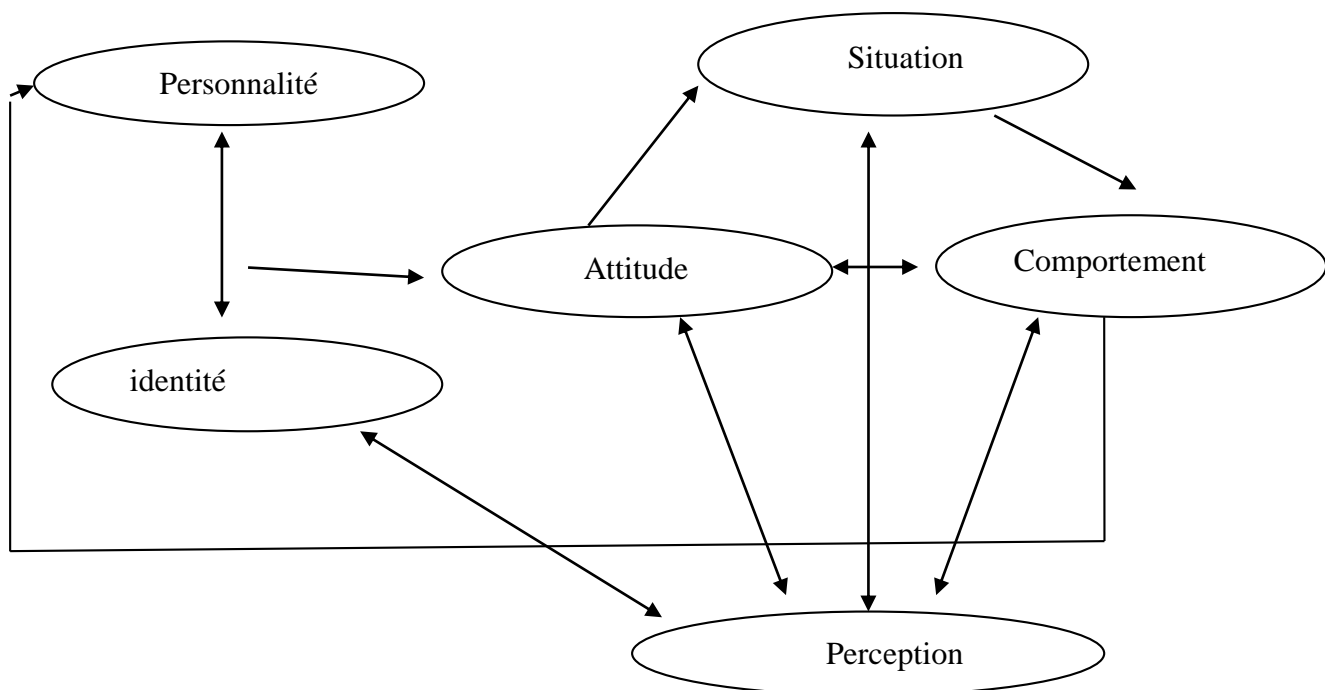 Personnalité
Situation
Attitude
Comportement
identité
Perception